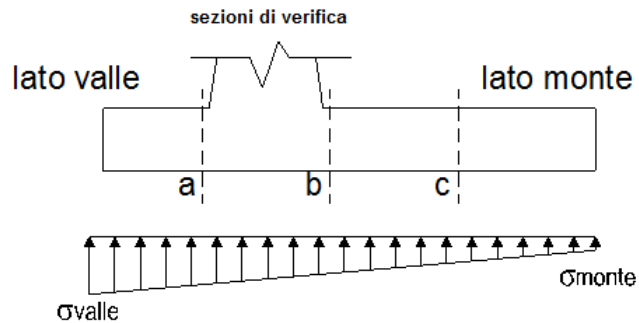 sezioni di verifica
lato valle
lato monte
a
b
c
σvalle
σmonte